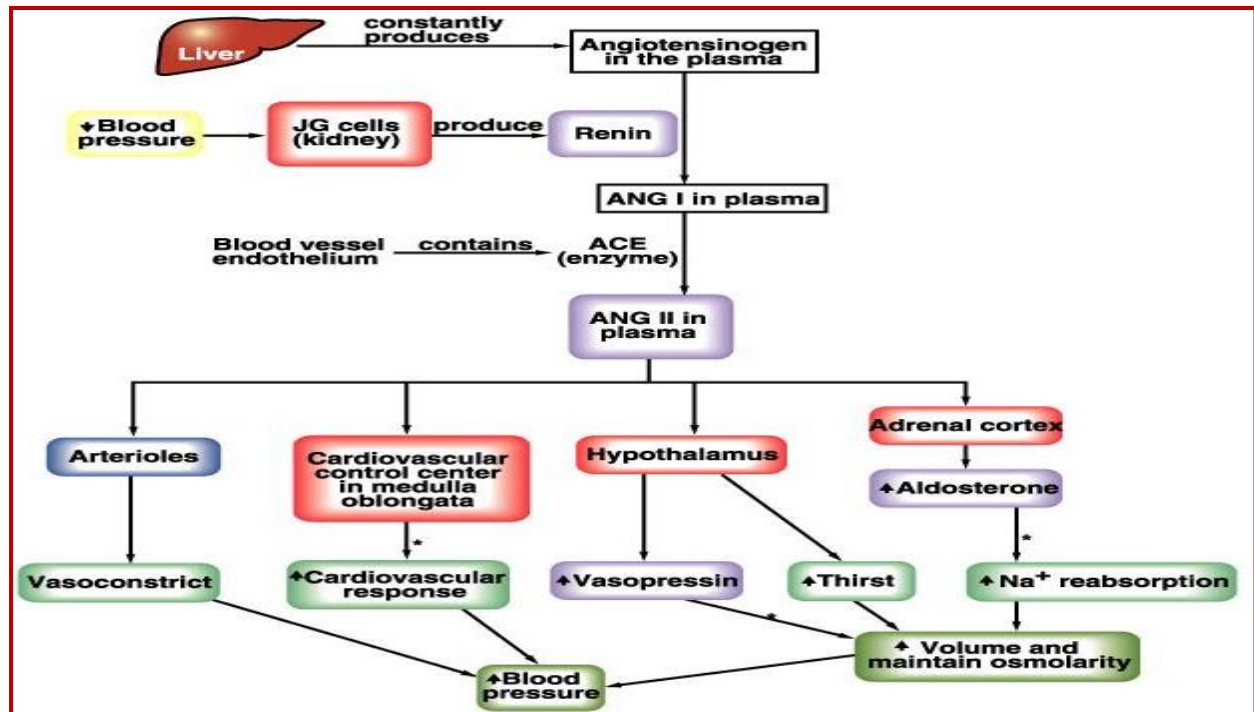 Liver
constantly
produces
Angiotensinogen
in the plasma
Blood
pressure
JG cells
(kidney)
produce
Renin
ANG I in plasma
Blood vessel
endothelium
contains
ACE
(enzyme)
ANG II in
plasma
Arterioles
Cardiovascular
control center
in medulla
oblongata
Hypothalamus
Adrenal cortex
Aldosterone
*
*
Vasoconstrict
Cardiovascular
response
Vasopressin
Thirst
Na+ reabsorption
*
Volume and
maintain osmolarity
Blood
pressure